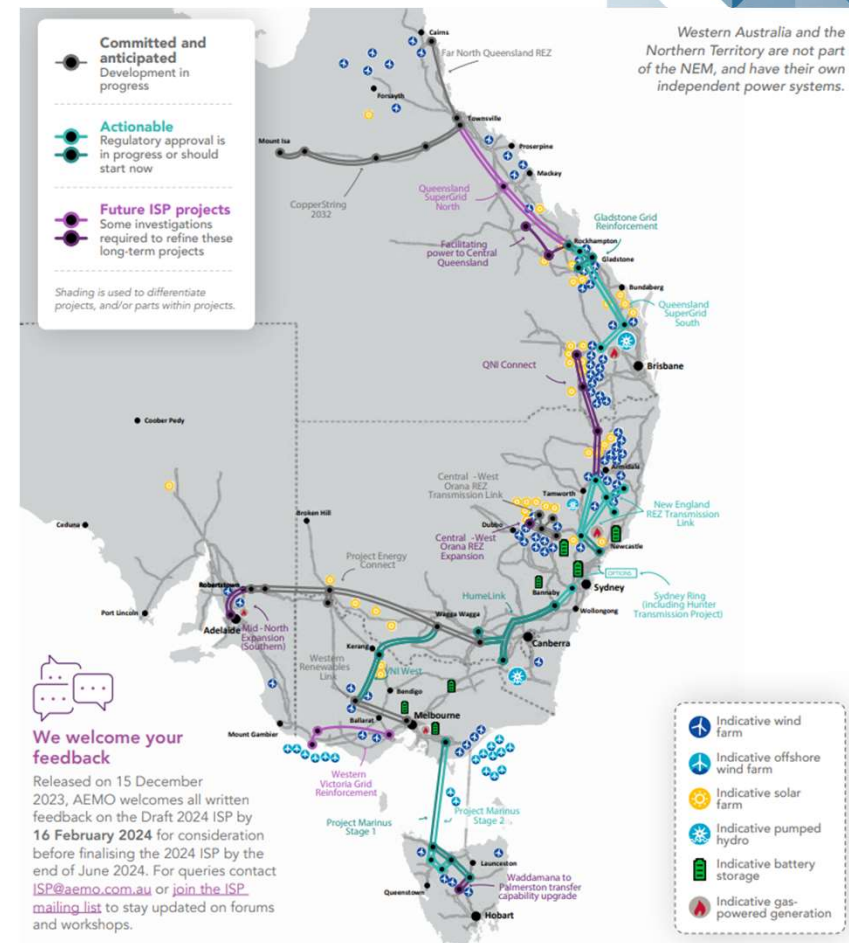 Western Australia and the
Northern Territory are not part
of the NEM, and have their own
independent power systems.
Committed and
anticipated
Development in
progress
Actionable
Regulatory approval is
in progress or should
start now
Future ISP projects
Some investigations
required to refine these
long-term projects
Shading is used to differentiate
projects, and/or parts within projects.
Cairns
Far North Queensland REZ
Forsayth
Townsville
Mount Isa
Proserpine
Mackay
CopperString
2032
Queensland
SuperGrid
North
Gladstone Grid
Reinforcement
Facilitating
power to Central
Queensland
Rockhampton
Gladstone
Bundaberg
Queensland
SuperGrid
South
QNI Connect
Brisbane
Coober Pedy
Armidale
Central -West
Orana REZ
Transmission Link
Tamworth
New England
REZ Transmission
Link
Broken Hill
Dubbo
Ceduna
Central -West
Orana REZ
Expansion
Newcastle
Project Energy
Connect
OPTIONS
Robertstown
HumeLink
Bannaby
Sydney
Sydney Ring
(including Hunter
Transmission Project)
Port Lincoln
Wagga Wagga
Wollongong
Adelaide
Mid-North
Expansion
(Southern)
Canberra
Kerang
Western
Renewables
Link
VNI West
Bendigo
Ballarat
Melbourne
Mount Gambier
Western
Victoria Grid
Reinforcement
Project Marinus
Stage 1
Project Marinus
Stage 2
Launceston
Queenstown
Waddamana to
Palmerston transfer
capability upgrade
Hobart
We welcome your
feedback
Released on 15 December
2023, AEMO welcomes all written
feedback on the Draft 2024 ISP by
16 February 2024 for consideration
before finalising the 2024 ISP by the
end of June 2024. For queries contact
ISP@aemo.com.au or join the ISP
mailing list to stay updated on forums
and workshops.
Indicative wind
farm
Indicative offshore
wind farm
Indicative solar
farm
Indicative pumped
hydro
Indicative battery
storage
Indicative gas-
powered generation